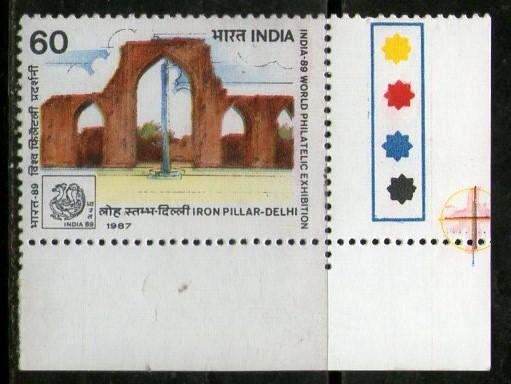 60
भारत INDIA
भारत-89 विश्व फिलैटली प्रदर्शनी
INDIA-89 WORLD PHILATELIC EXHIBITION
INDIA 89
लोह स्तम्भ-दिल्ली IRON PILLAR-DELHI
1987